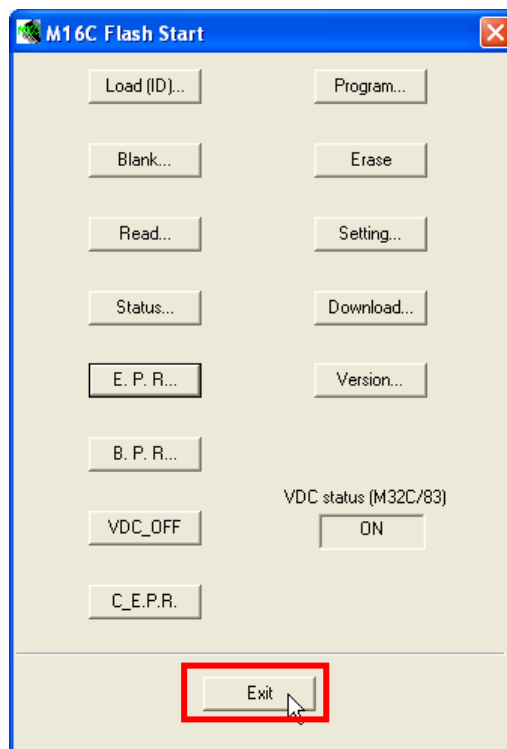 M16C Flash Start
Load (ID)... Program...
Blank... Erase
Read... Setting...
Status... Download...
E. P. R... Version...
B. P. R...
VDC status (M32C/83)
VDC_OFF ON
C_E.P.R.
Exit